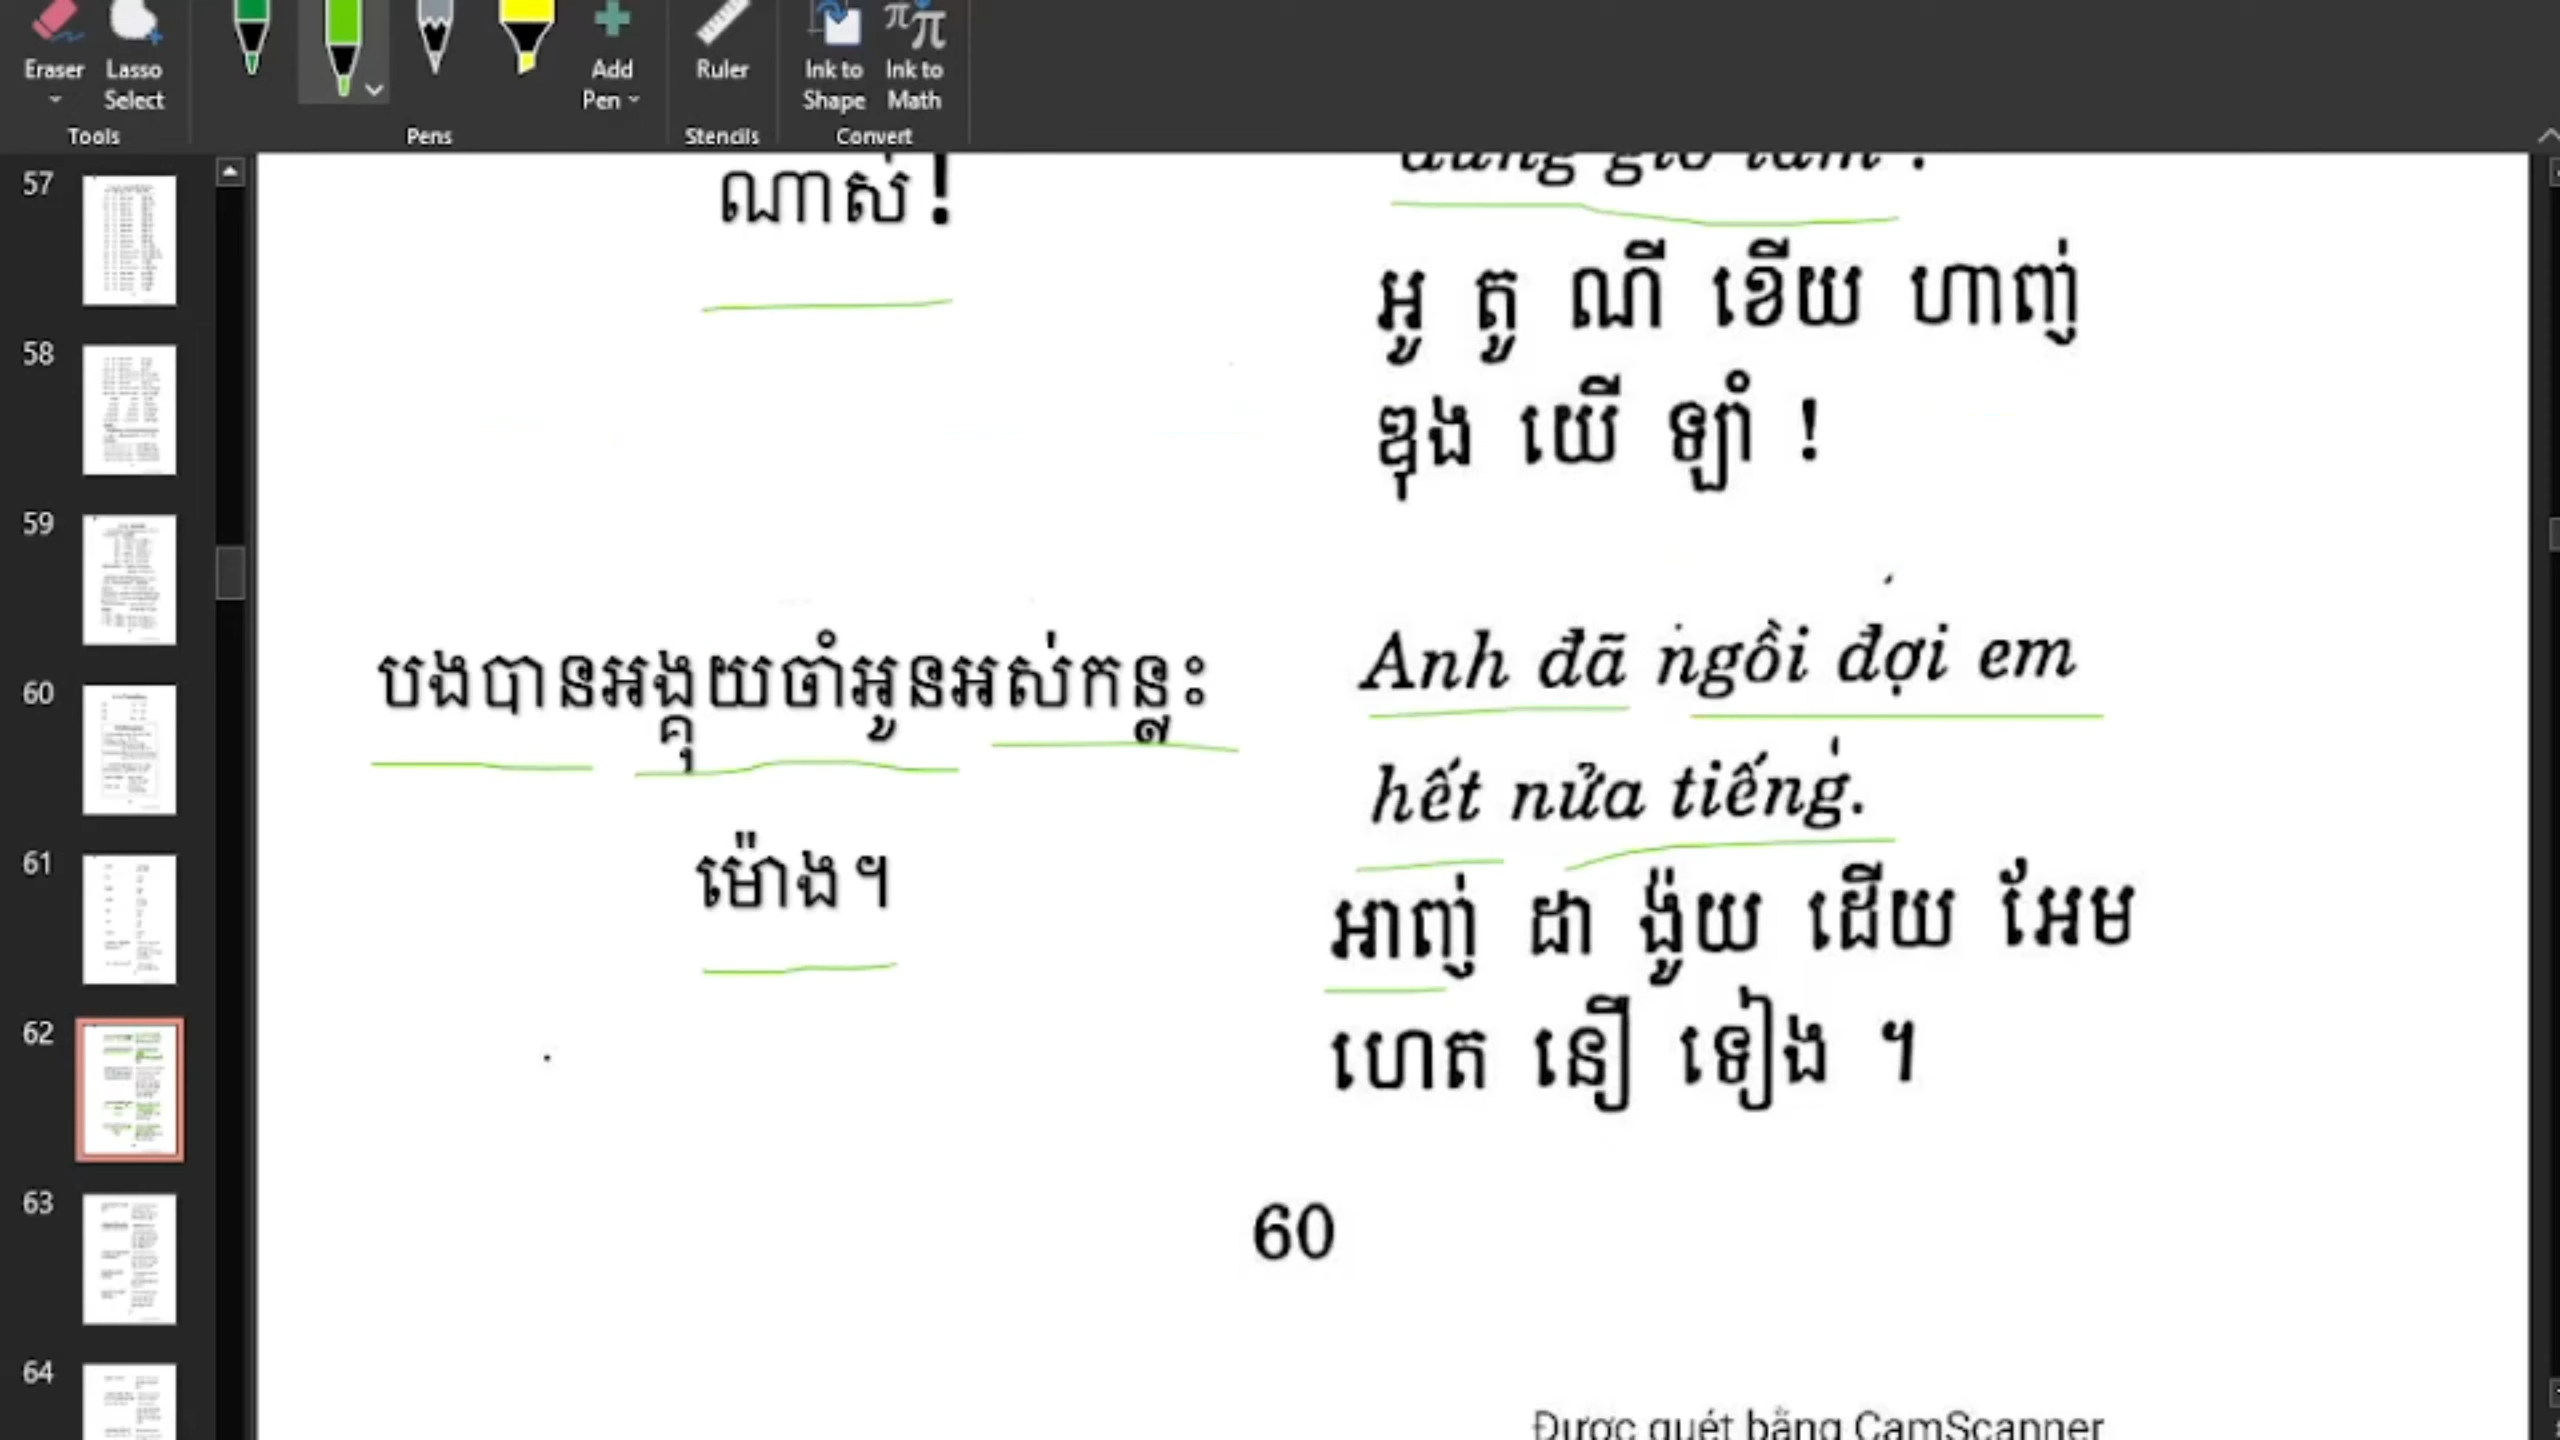 Eraser
Lasso
Select
Add
Pen
Ruler
Ink to
Shape
Ink to
Math
Tools
Pens
Stencils
Convert
57
58
59
60
61
62
63
64
ណាស់!
អូ តូ ណី ខើយ ហាញ់
ឌុង យើ ឡាំ !
បងបានអង្គុយចាំអូនអស់កន្លះ
ម៉ោង។
Anh đã ngồi đợi em
hết nửa tiếng.
អាញ់ ដា ង៉ូយ ដើយ អែម
ហេត នឿ ទៀង ។
60
Được quét bằng CamScanner